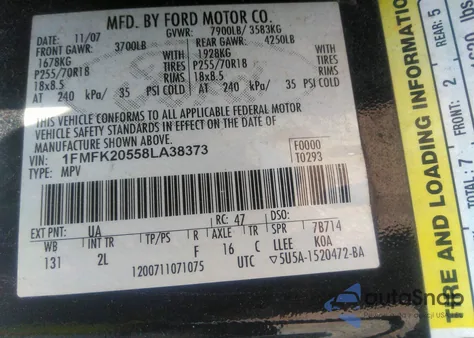 MFD. BY FORD MOTOR CO.
DATE: 11/07 GVWR: 7900LB/ 3583KG
FRONT GAWR: 3700LB REAR GAWR: 4250LB
1678KG 1928KG
P255/70R18 TIRES P255/70R18 TIRES
18x8.5 RIMS 18x8.5 RIMS
AT 240 kPa/ 35 PSI COLD AT 240 kPa/ 35 PSI COLD
THIS VEHICLE CONFORMS TO ALL APPLICABLE FEDERAL MOTOR
VEHICLE SAFETY STANDARDS IN EFFECT ON THE DATE OF
MANUFACTURE SHOWN ABOVE.
VIN: 1FMFK20558LA38373 F0000
TYPE: MPV T0293
EXT PNT: UA RC: 47 DSO:
WB INT TR TP/PS R AXLE TR SPR 7B714
131 2L F 16 C LLEE KOA
1200711071075 UTC ▽5U5A-1520472-BA
TIRE AND LOADING INFORMATION
FRONT: 2 REAR: 5
autoSnap